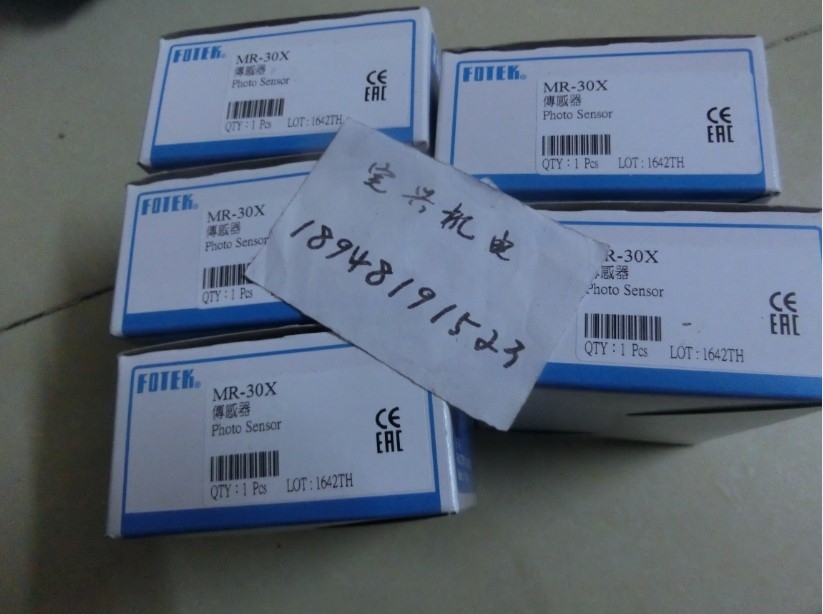 FOTEK®
MR-30X
傳感器
Photo Sensor
QTY：1 Pcs LOT：1642TH
CE
EAC
FOTEK®
MR-30X
傳感器
Photo Sensor
QTY：1 Pcs LOT：1642TH
CE
EAC
FOTEK®
MR-30X
傳感器
Photo Sensor
QTY：1 Pcs
宝兴机电
18948191523
R-30X
傳感器
Photo Sensor
QTY：1 Pcs LOT：1642TH
CE
EAC
FOTEK®
MR-30X
傳感器
Photo Sensor
QTY：1 Pcs LOT：1642TH
CE
EAC